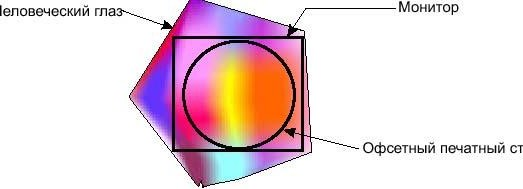 еловеческий глаз
Монитор
Офсетный печатный ст